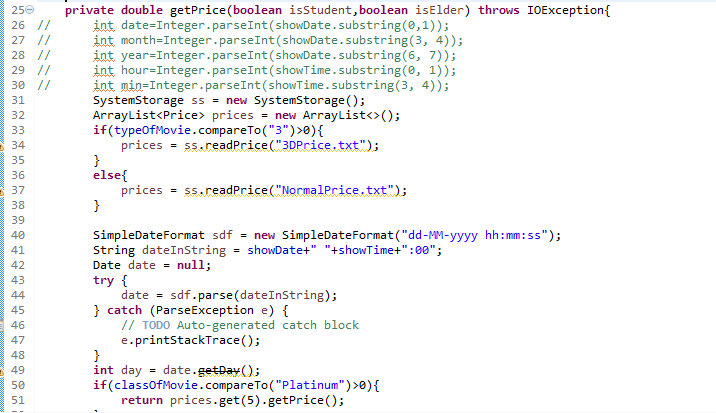 25 private double getPrice(boolean isStudent,boolean isElder) throws IOException{
26 // int date=Integer.parseInt(showDate.substring(0,1));
27 // int month=Integer.parseInt(showDate.substring(3, 4));
28 // int year=Integer.parseInt(showDate.substring(6, 7));
29 // int hour=Integer.parseInt(showTime.substring(0, 1));
30 // int min=Integer.parseInt(showTime.substring(3, 4));
31 SystemStorage ss = new SystemStorage();
32 ArrayList<Price> prices = new ArrayList<>();
33 if(typeOfMovie.compareTo("3")>0){
34 prices = ss.readPrice("3DPrice.txt");
35 }
36 else{
37 prices = ss.readPrice("NormalPrice.txt");
38 }
39
40 SimpleDateFormat sdf = new SimpleDateFormat("dd-MM-yyyy hh:mm:ss");
41 String dateInString = showDate+" "+showTime+":00";
42 Date date = null;
43 try {
44 date = sdf.parse(dateInString);
45 } catch (ParseException e) {
46 // TODO Auto-generated catch block
47 e.printStackTrace();
48 }
49 int day = date.getDay();
50 if(classOfMovie.compareTo("Platinum")>0){
51 return prices.get(5).getPrice();